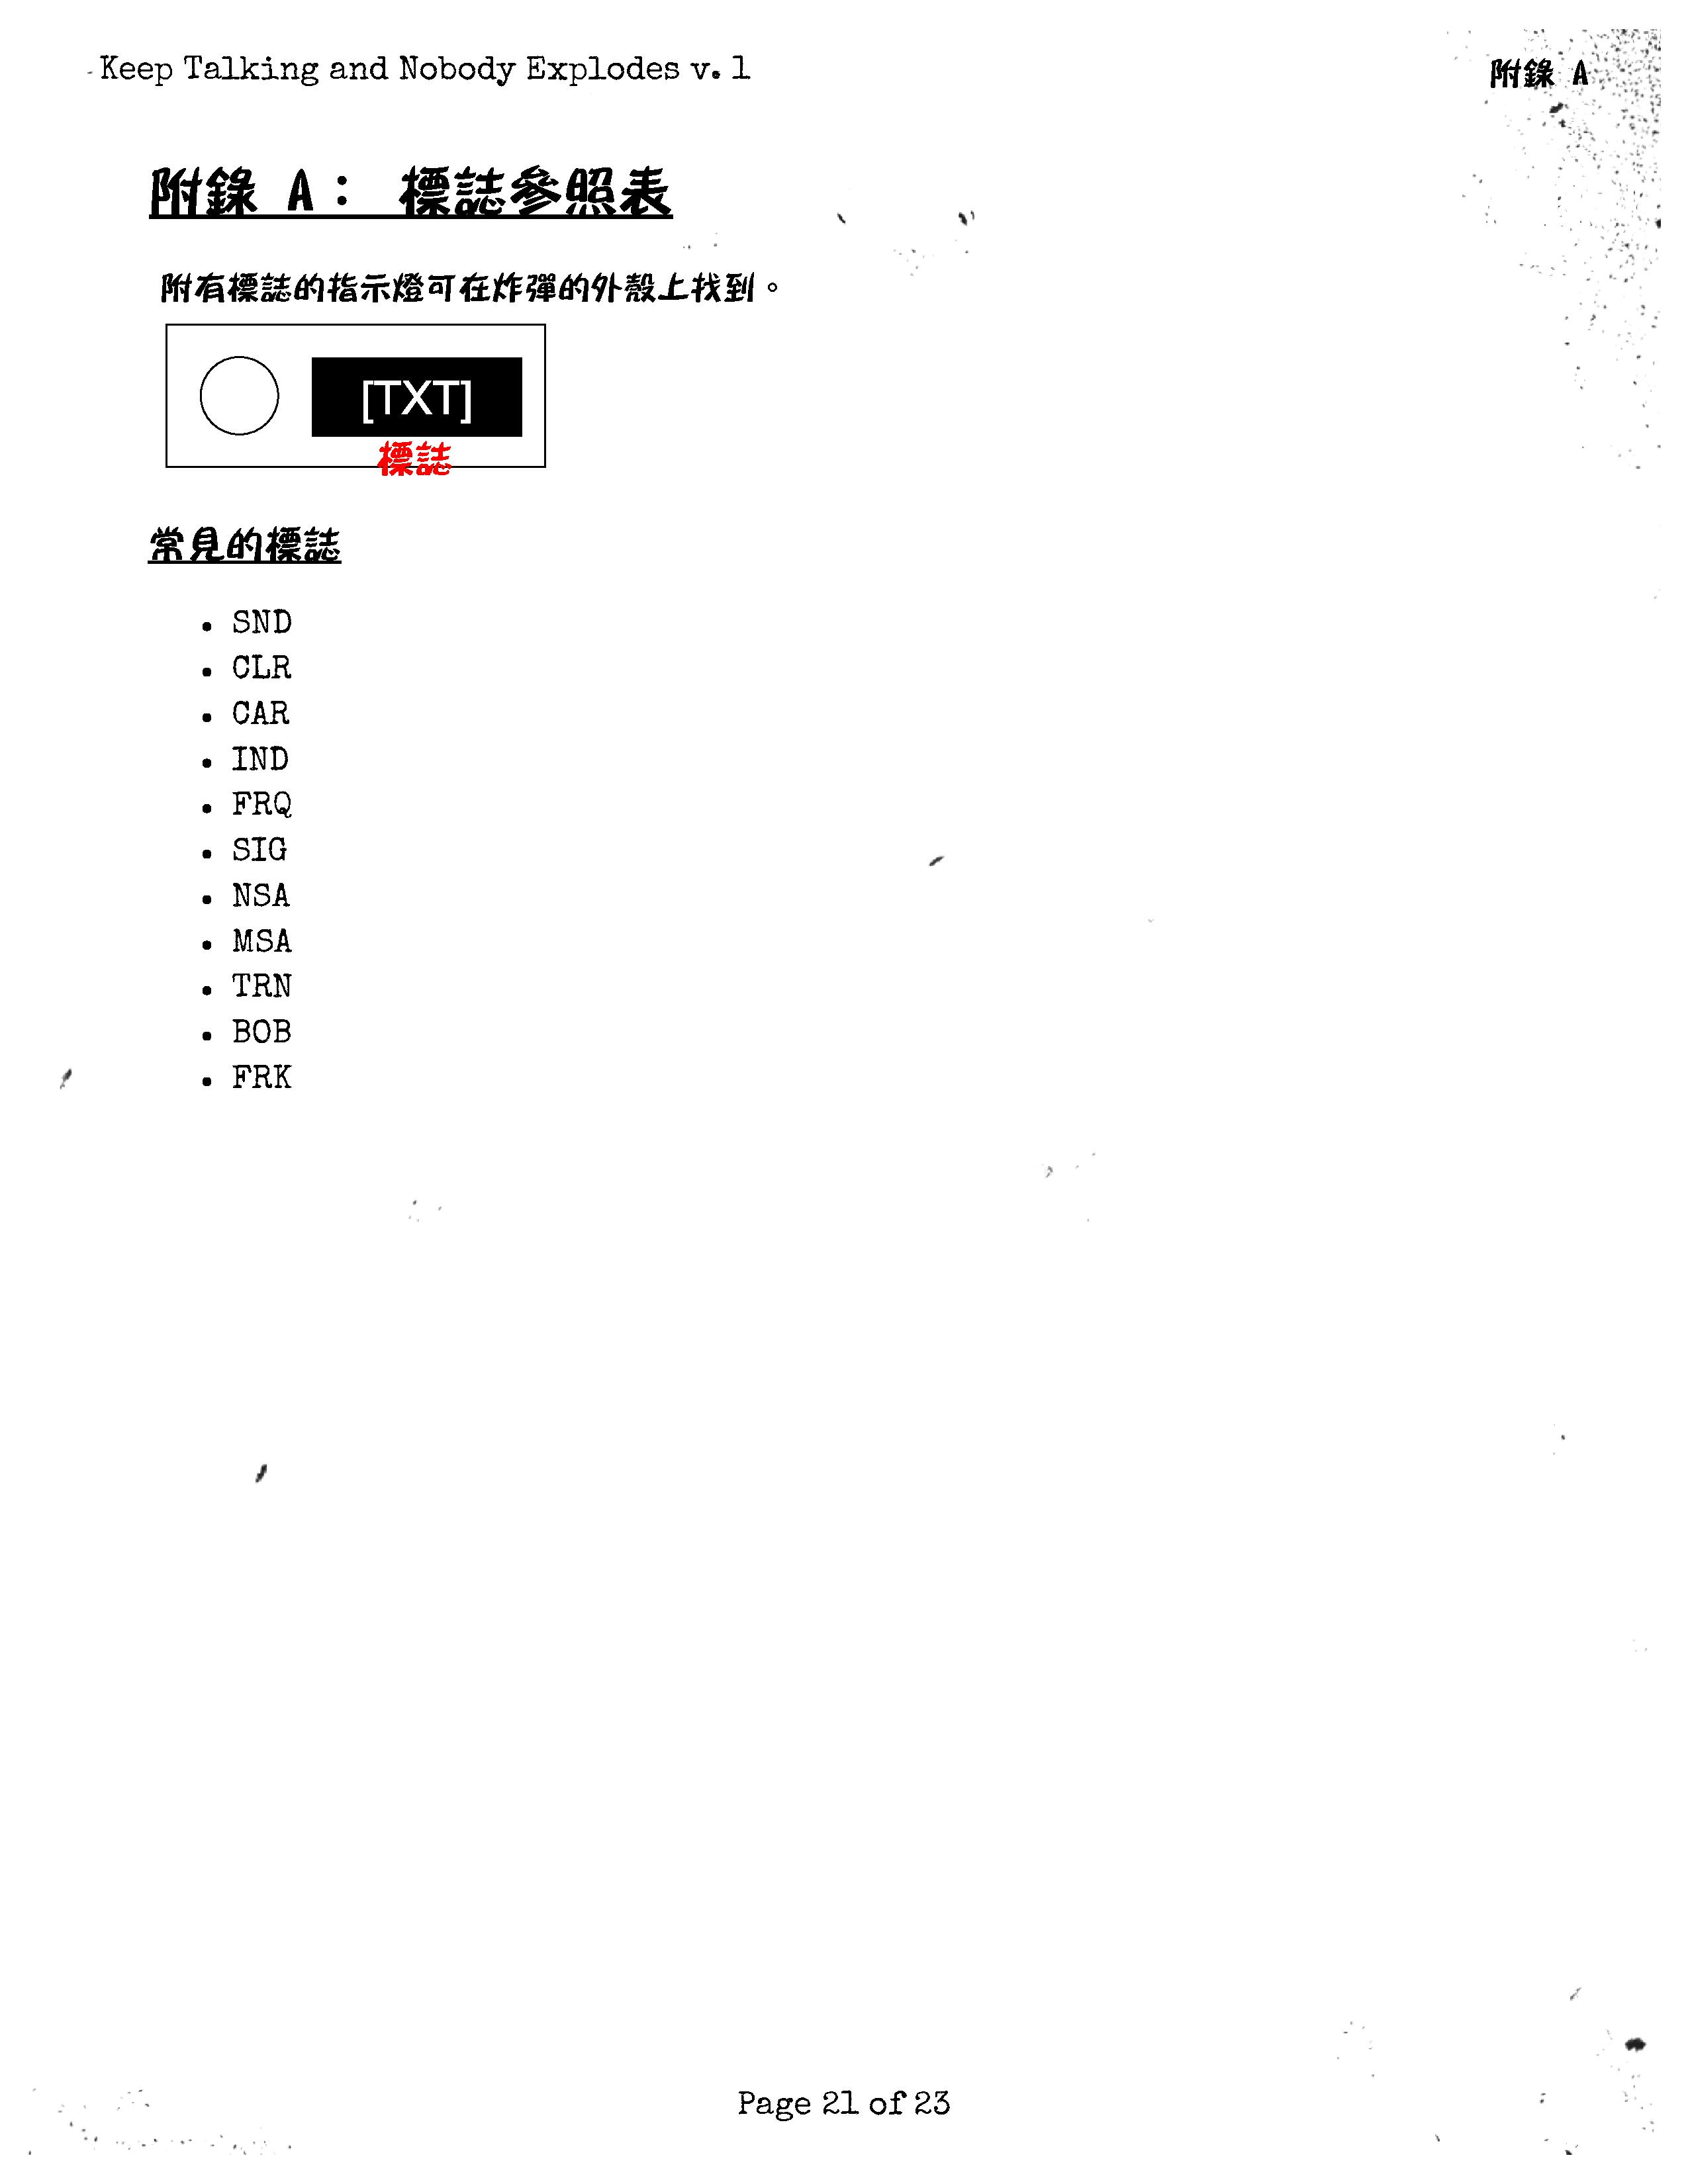 Keep Talking and Nobody Explodes v. 1
附錄 A
附錄 A： 標誌參照表
附有標誌的指示燈可在炸彈的外殼上找到。
[TXT]
標誌
常見的標誌
• SND
• CLR
• CAR
• IND
• FRQ
• SIG
• NSA
• MSA
• TRN
• BOB
• FRK
Page 21 of 23